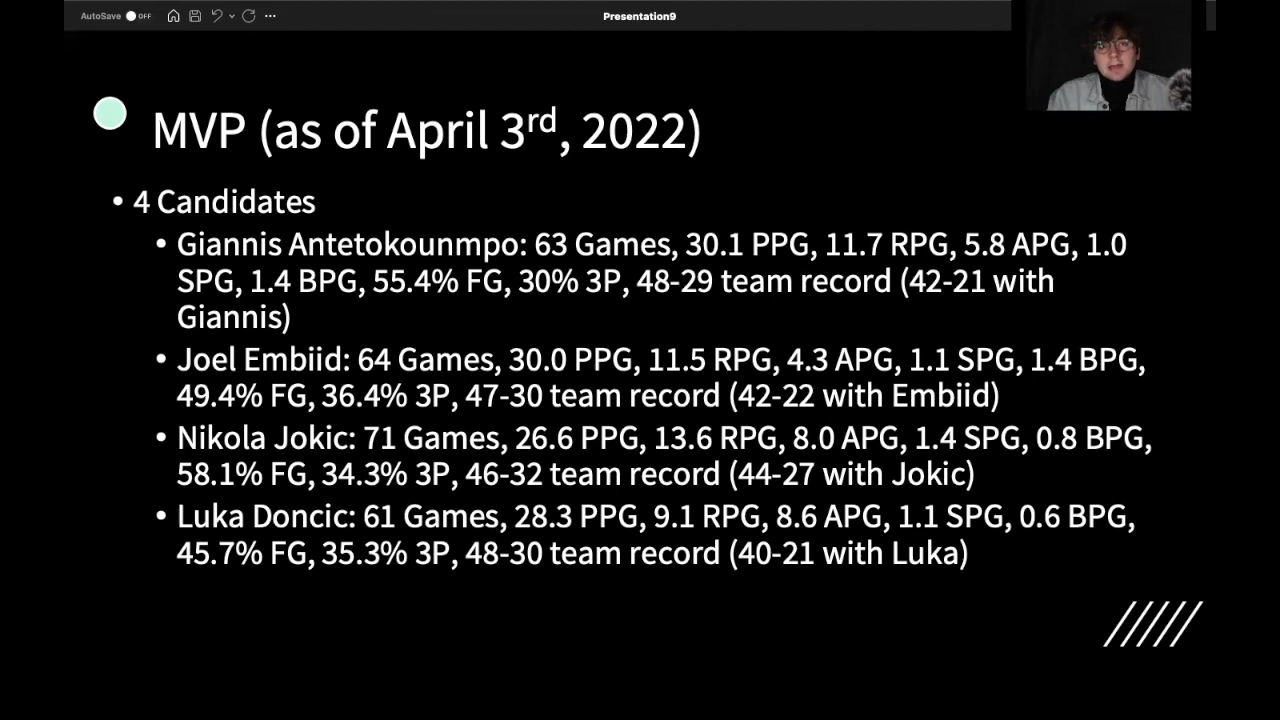 AutoSave OFF
Presentation9
MVP (as of April 3rd, 2022)
• 4 Candidates
• Giannis Antetokounmpo: 63 Games, 30.1 PPG, 11.7 RPG, 5.8 APG, 1.0
SPG, 1.4 BPG, 55.4% FG, 30% 3P, 48-29 team record (42-21 with
Giannis)
• Joel Embiid: 64 Games, 30.0 PPG, 11.5 RPG, 4.3 APG, 1.1 SPG, 1.4 BPG,
49.4% FG, 36.4% 3P, 47-30 team record (42-22 with Embiid)
• Nikola Jokic: 71 Games, 26.6 PPG, 13.6 RPG, 8.0 APG, 1.4 SPG, 0.8 BPG,
58.1% FG, 34.3% 3P, 46-32 team record (44-27 with Jokic)
• Luka Doncic: 61 Games, 28.3 PPG, 9.1 RPG, 8.6 APG, 1.1 SPG, 0.6 BPG,
45.7% FG, 35.3% 3P, 48-30 team record (40-21 with Luka)